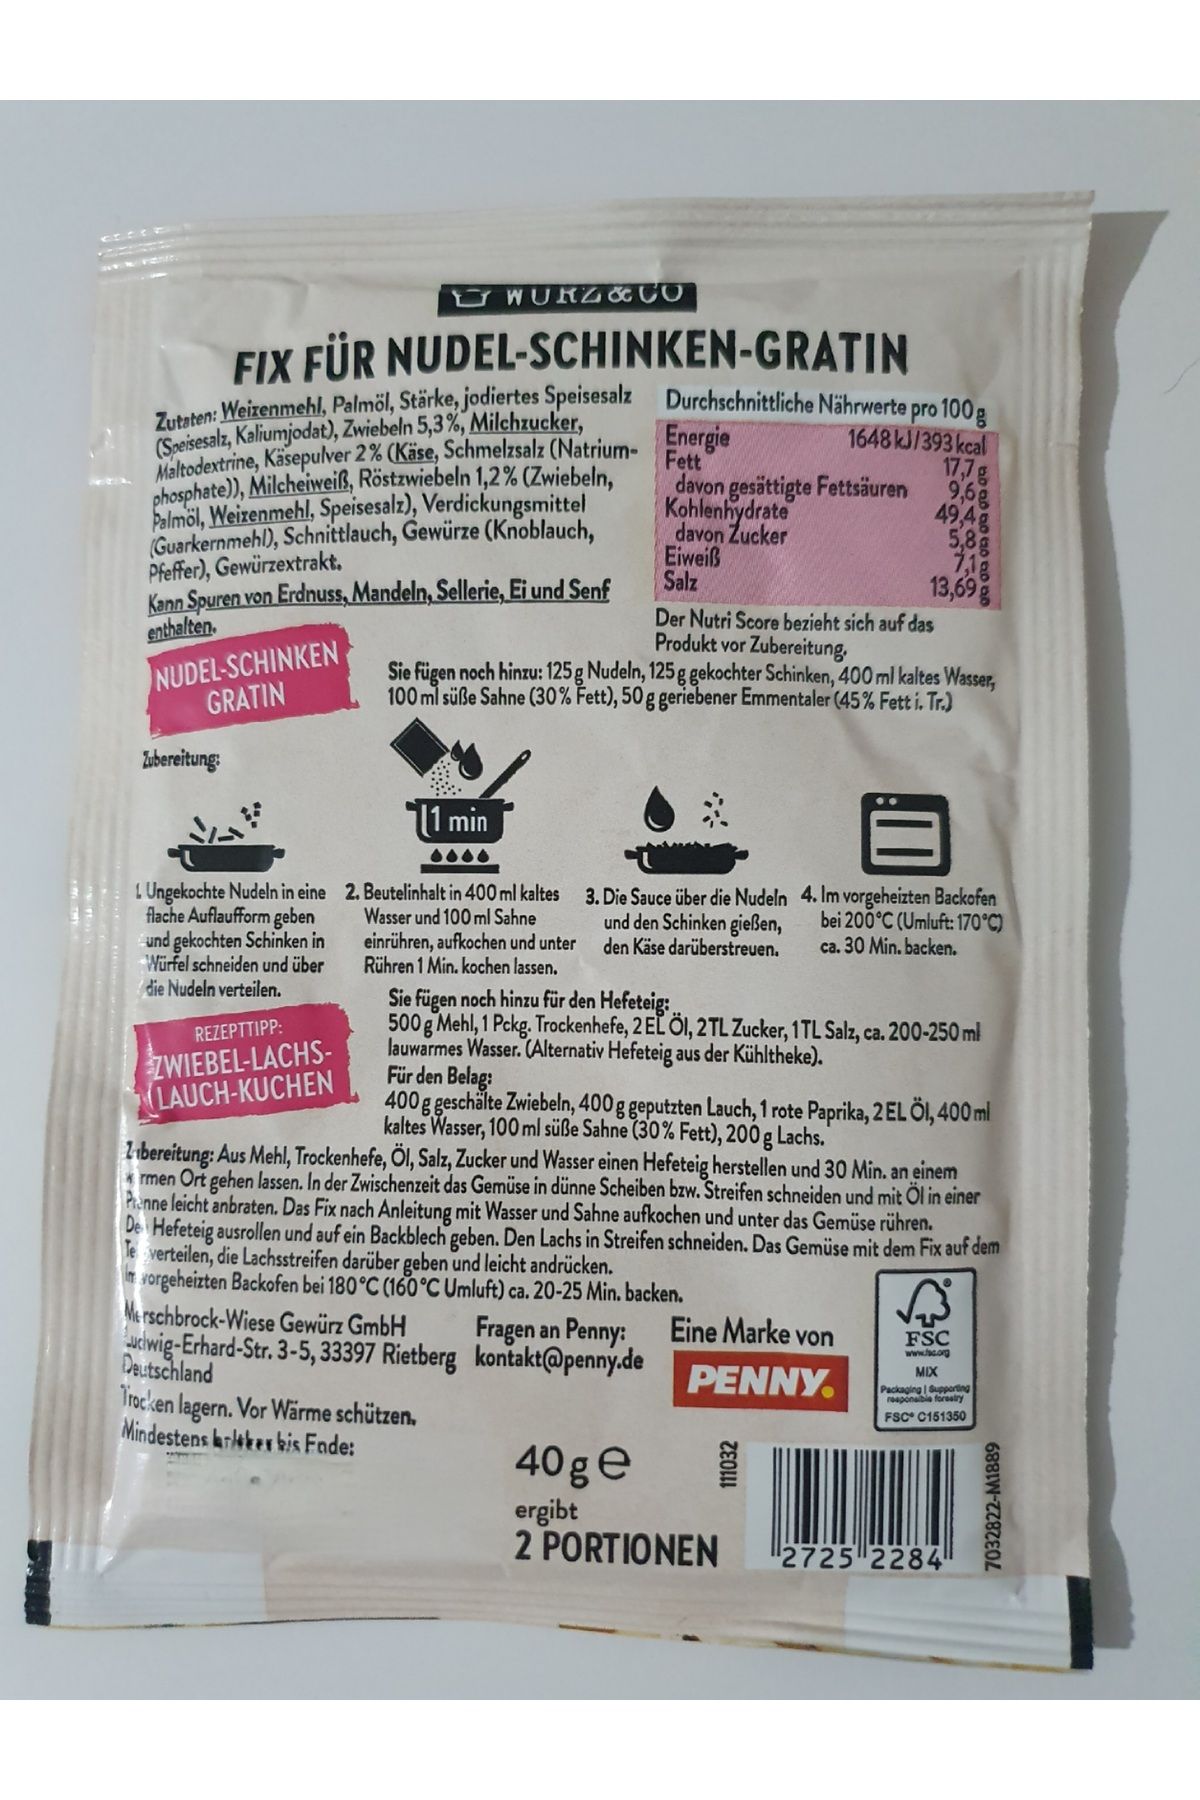 WÜRZ&CO
FIX FÜR NUDEL-SCHINKEN-GRATIN
Zutaten: Weizenmehl, Palmöl, Stärke, jodiertes Speisesalz
(Speisesalz, Kaliumjodat), Zwiebeln 5,3%, Milchzucker,
Maltodextrine, Käsepulver 2% (Käse, Schmelzsalz (Natrium-
phosphate)), Milcheiweiß, Röstzwiebeln 1,2% (Zwiebeln,
Palmöl, Weizenmehl, Speisesalz), Verdickungsmittel
(Guarkernmehl), Schnittlauch, Gewürze (Knoblauch,
Pfeffer), Gewürzextrakt.
Kann Spuren von Erdnuss, Mandeln, Sellerie, Ei und Senf
enthalten.
Durchschnittliche Nährwerte pro 100g
Energie 1648 kJ/393 kcal
Fett 17,7g
davon gesättigte Fettsäuren 9,6g
Kohlenhydrate 49,4g
davon Zucker 5,8g
Eiweiß 7,1g
Salz 13,69g
Der Nutri Score bezieht sich auf das
Produkt vor Zubereitung.
NUDEL-SCHINKEN
GRATIN
Sie fügen noch hinzu: 125g Nudeln, 125g gekochter Schinken, 400 ml kaltes Wasser,
100 ml süße Sahne (30% Fett), 50g geriebener Emmentaler (45% Fett i. Tr.)
Zubereitung:
1 min
1. Ungekochte Nudeln in eine
flache Auflaufform geben
und gekochten Schinken in
Würfel schneiden und über
die Nudeln verteilen.
2. Beutelinhalt in 400 ml kaltes
Wasser und 100 ml Sahne
einrühren, aufkochen und unter
Rühren 1 Min. kochen lassen.
3. Die Sauce über die Nudeln
und den Schinken gießen,
den Käse darüberstreuen.
4. Im vorgeheizten Backofen
bei 200°C (Umluft: 170°C)
ca. 30 Min. backen.
REZEPTTIPP:
ZWIEBEL-LACHS-
LAUCH-KUCHEN
Sie fügen noch hinzu für den Hefeteig:
500g Mehl, 1 Pckg. Trockenhefe, 2 EL Öl, 2TL Zucker, 1TL Salz, ca. 200-250 ml
lauwarmes Wasser. (Alternativ Hefeteig aus der Kühltheke).
Für den Belag:
400g geschälte Zwiebeln, 400g geputzten Lauch, 1 rote Paprika, 2 EL Öl, 400 ml
kaltes Wasser, 100 ml süße Sahne (30% Fett), 200g Lachs.
Zubereitung: Aus Mehl, Trockenhefe, Öl, Salz, Zucker und Wasser einen Hefeteig herstellen und 30 Min. an einem
warmen Ort gehen lassen. In der Zwischenzeit das Gemüse in dünne Scheiben bzw. Streifen schneiden und mit Öl in einer
Pfanne leicht anbraten. Das Fix nach Anleitung mit Wasser und Sahne aufkochen und unter das Gemüse rühren.
Den Hefeteig ausrollen und auf ein Backblech geben. Den Lachs in Streifen schneiden. Das Gemüse mit dem Fix auf dem
Teig verteilen, die Lachsstreifen darüber geben und leicht andrücken.
Im vorgeheizten Backofen bei 180°C (160°C Umluft) ca. 20-25 Min. backen.
Merschbrock-Wiese Gewürz GmbH
Ludwig-Erhard-Str. 3-5, 33397 Rietberg
Deutschland
Fragen an Penny:
kontakt@penny.de
Eine Marke von
PENNY.
FSC
www.fsc.org
MIX
Packaging | Supporting
responsible forestry
FSC® C151350
Trocken lagern. Vor Wärme schützen.
Mindestens haltbar bis Ende:
40g e
ergibt
2 PORTIONEN
111032
2725 2284
7032822-M1889